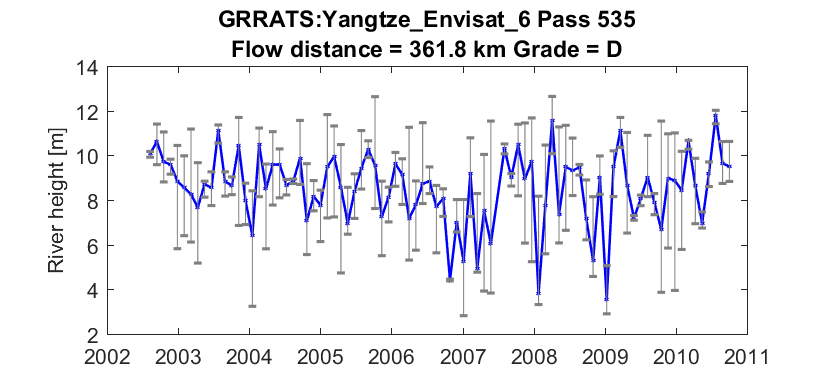 GRRATS:Yangtze_Envisat_6 Pass 535
Flow distance = 361.8 km Grade = D
River height [m]
14
12
10
8
6
4
2
2002 2003 2004 2005 2006 2007 2008 2009 2010 2011